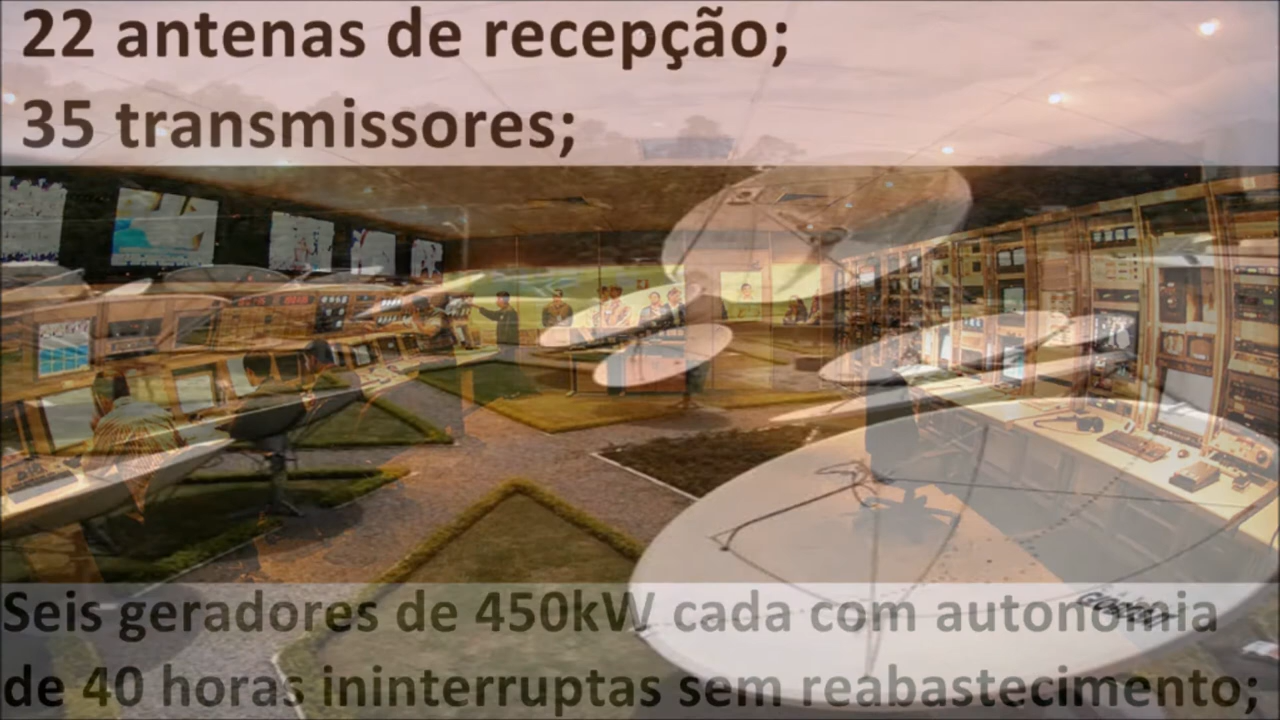 22 antenas de recepção;
35 transmissores;
Seis geradores de 450kW cada com autonomia
de 40 horas ininterruptas sem reabastecimento;